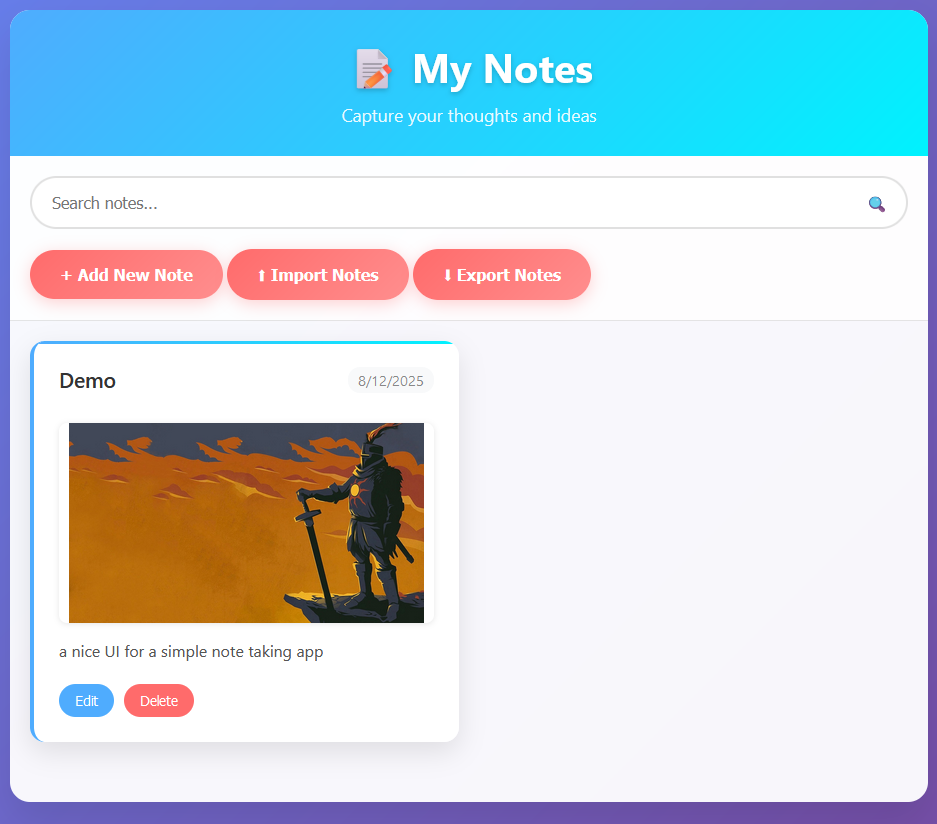 My Notes
Capture your thoughts and ideas
Search notes...
+ Add New Note
⬆ Import Notes
⬇ Export Notes
Demo
8/12/2025
a nice UI for a simple note taking app
Edit
Delete